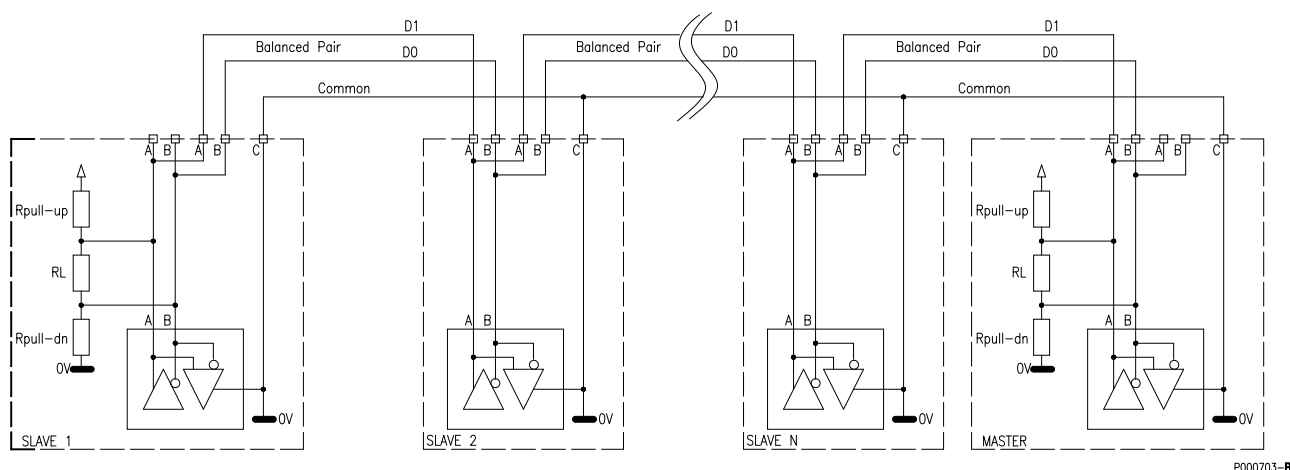 D1 D1 D1
Balanced Pair Balanced Pair Balanced Pair
D0 D0 D0
Common Common
A B A B C A B A B C A B A B C A B A B C
Rpull-up Rpull-up
RL RL
A B A B A B A B
Rpull-dn Rpull-dn
0V 0V
0V 0V 0V 0V
SLAVE 1 SLAVE 2 SLAVE N MASTER
P000703-B